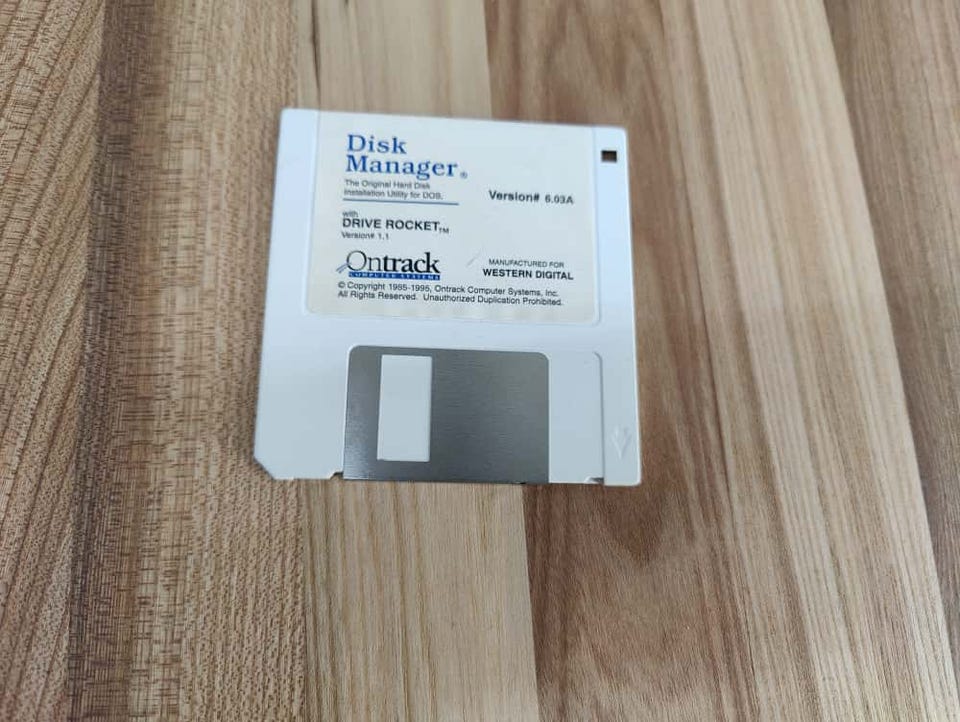 Disk
Manager®
The Original Hard Disk
Installation Utility for DOS.
Version# 6.03A
with
DRIVE ROCKET™
Version# 1.1
Ontrack
COMPUTER SYSTEMS
MANUFACTURED FOR
WESTERN DIGITAL
© Copyright 1985-1995, Ontrack Computer Systems, Inc.
All Rights Reserved. Unauthorized Duplication Prohibited.